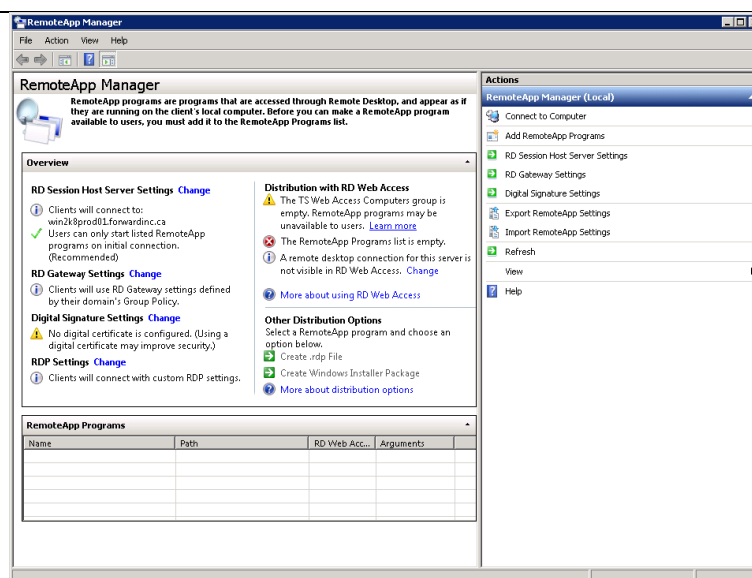 RemoteApp Manager
File Action View Help
RemoteApp Manager
RemoteApp programs are programs that are accessed through Remote Desktop, and appear as if
they are running on the client's local computer. Before you can make a RemoteApp program
available to users, you must add it to the RemoteApp Programs list.
Overview
RD Session Host Server Settings Change
Clients will connect to:
win2k8prod01.forwardinc.ca
Users can only start listed RemoteApp
programs on initial connection.
(Recommended)
RD Gateway Settings Change
Clients will use RD Gateway settings defined
by their domain's Group Policy.
Digital Signature Settings Change
No digital certificate is configured. (Using a
digital certificate may improve security.)
RDP Settings Change
Clients will connect with custom RDP settings.
Distribution with RD Web Access
The TS Web Access Computers group is
empty. RemoteApp programs may be
unavailable to users. Learn more
The RemoteApp Programs list is empty.
A remote desktop connection for this server is
not visible in RD Web Access. Change
More about using RD Web Access
Other Distribution Options
Select a RemoteApp program and choose an
option below.
Create .rdp File
Create Windows Installer Package
More about distribution options
RemoteApp Programs
Name Path RD Web Acc... Arguments
Actions
RemoteApp Manager (Local)
Connect to Computer
Add RemoteApp Programs
RD Session Host Server Settings
RD Gateway Settings
Digital Signature Settings
Export RemoteApp Settings
Import RemoteApp Settings
Refresh
View
Help